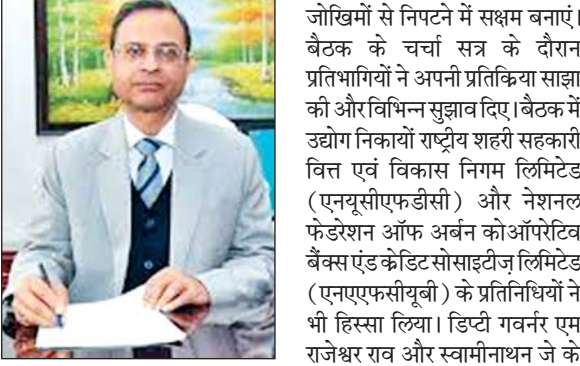 जोखिमों से निपटने में सक्षम बनाएं।
बैठक के चर्चा सत्र के दौरान
प्रतिभागियों ने अपनी प्रतिक्रिया साझा
की और विभिन्न सुझाव दिए। बैठक में
उद्योग निकायों राष्ट्रीय शहरी सहकारी
वित्त एवं विकास निगम लिमिटेड
(एनयूसीएफडीसी) और नेशनल
फेडरेशन ऑफ अर्बन कोऑपरेटिव
बैंक्स एंड क्रेडिट सोसाइटीज़ लिमिटेड
(एनएएफसीयूबी) के प्रतिनिधियों ने
भी हिस्सा लिया। डिप्टी गवर्नर एम
राजेश्वर राव और स्वामीनाथन जे के